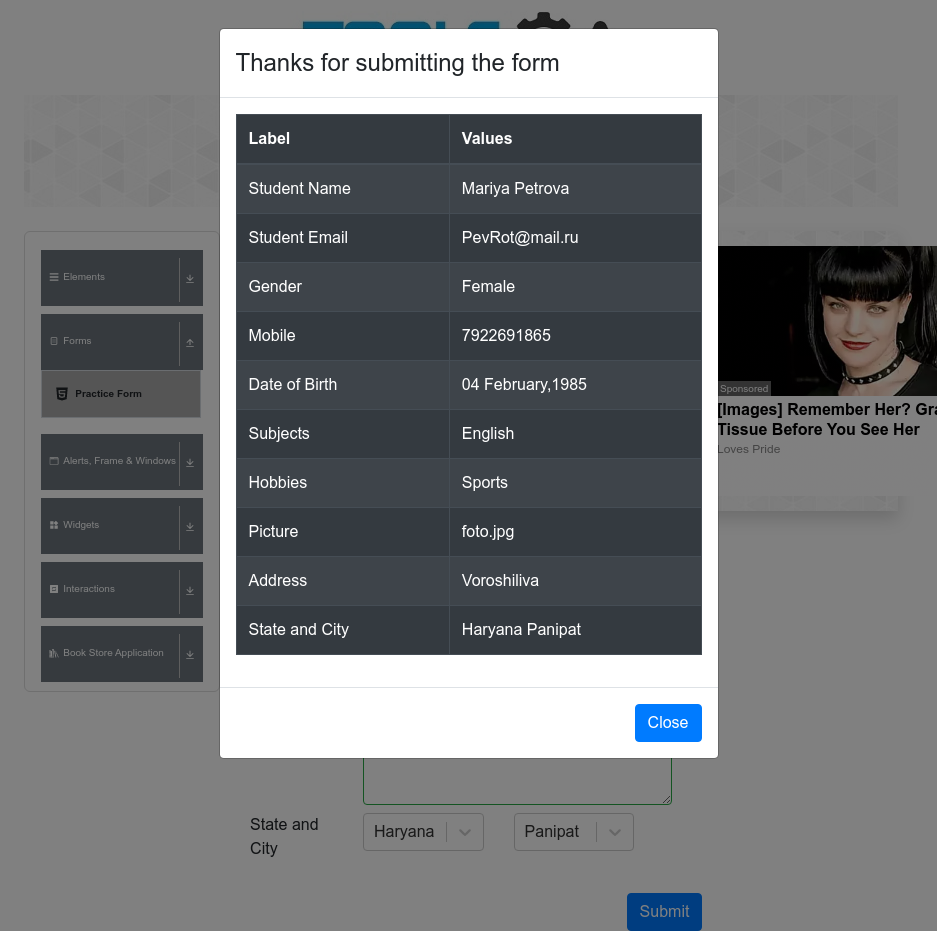 Thanks for submitting the form
Label Values
Student Name Mariya Petrova
Student Email PevRot@mail.ru
Gender Female
Mobile 7922691865
Date of Birth 04 February,1985
Subjects English
Hobbies Sports
Picture foto.jpg
Address Voroshiliva
State and City Haryana Panipat
Close
Elements
Forms
Practice Form
Alerts, Frame & Windows
Widgets
Interactions
Book Store Application
Sponsored
[Images] Remember Her?
Tissue Before You See Her
Loves Pride
State and
City
Haryana
Panipat
Submit